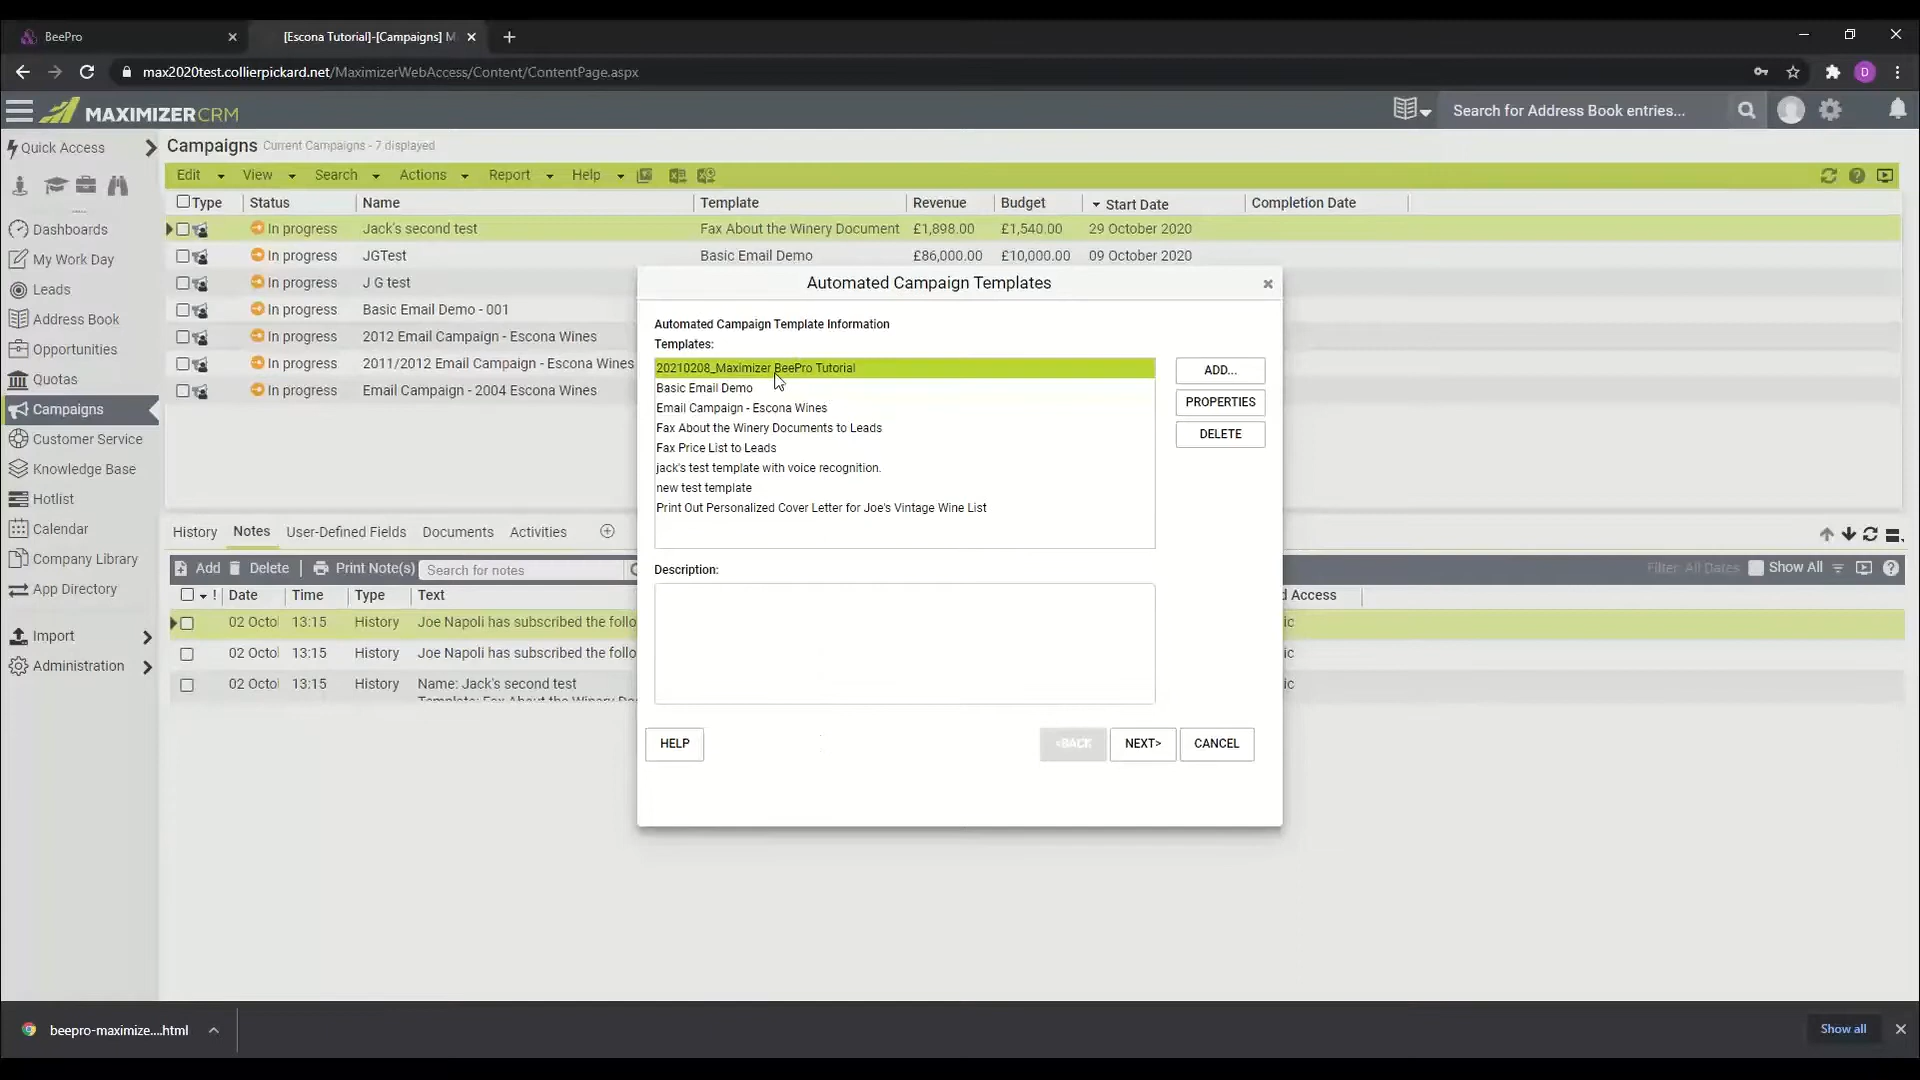 BeePro
[Escona Tutorial]-[Campaigns] M
max2020test.collierpickard.net/MaximizerWebAccess/Content/ContentPage.aspx
D
MAXIMIZER CRM
Search for Address Book entries...
Quick Access
Campaigns Current Campaigns - 7 displayed
Edit View Search Actions Report Help
Type Status Name Template Revenue Budget Start Date Completion Date
In progress Jack's second test Fax About the Winery Document £1,898.00 £1,540.00 29 October 2020
In progress JGTest Basic Email Demo £86,000.00 £10,000.00 09 October 2020
In progress J G test
In progress Basic Email Demo - 001
In progress 2012 Email Campaign - Escona Wines
In progress 2011/2012 Email Campaign - Escona Wines
In progress Email Campaign - 2004 Escona Wines
Dashboards
My Work Day
Leads
Address Book
Opportunities
Quotas
Campaigns
Customer Service
Knowledge Base
Hotlist
Calendar
Company Library
App Directory
Import
Administration
Automated Campaign Templates
Automated Campaign Template Information
Templates:
20210208_Maximizer BeePro Tutorial
Basic Email Demo
Email Campaign - Escona Wines
Fax About the Winery Documents to Leads
Fax Price List to Leads
jack's test template with voice recognition.
new test template
Print Out Personalized Cover Letter for Joe's Vintage Wine List
ADD...
PROPERTIES
DELETE
Description:
HELP <BACK NEXT> CANCEL
History Notes User-Defined Fields Documents Activities
Add Delete Print Note(s) Search for notes Filter: All Dates Show All
! Date Time Type Text d Access
02 Octo 13:15 History Joe Napoli has subscribed the follo ic
02 Octo 13:15 History Joe Napoli has subscribed the follo ic
02 Octo 13:15 History Name: Jack's second test ic
Template: Fax About the Winery Do
beepro-maximize....html
Show all